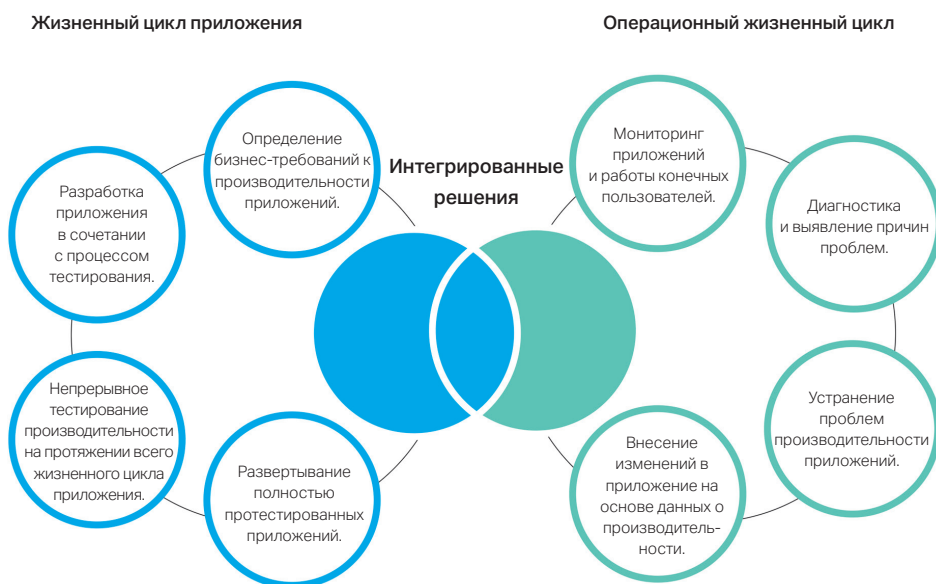 Жизненный цикл приложения
Операционный жизненный цикл
Определение
бизнес-требований к
производительности
приложений.
Разработка
приложения
в сочетании
с процессом
тестирования.
Непрерывное
тестирование
производительности
на протяжении всего
жизненного цикла
приложения.
Развертывание
полностью
протестированных
приложений.
Интегрированные
решения
Мониторинг
приложений
и работы конечных
пользователей.
Диагностика
и выявление причин
проблем.
Устранение
проблем
производительности
приложений.
Внесение
изменений в
приложение на
основе данных о
производитель-
ности.